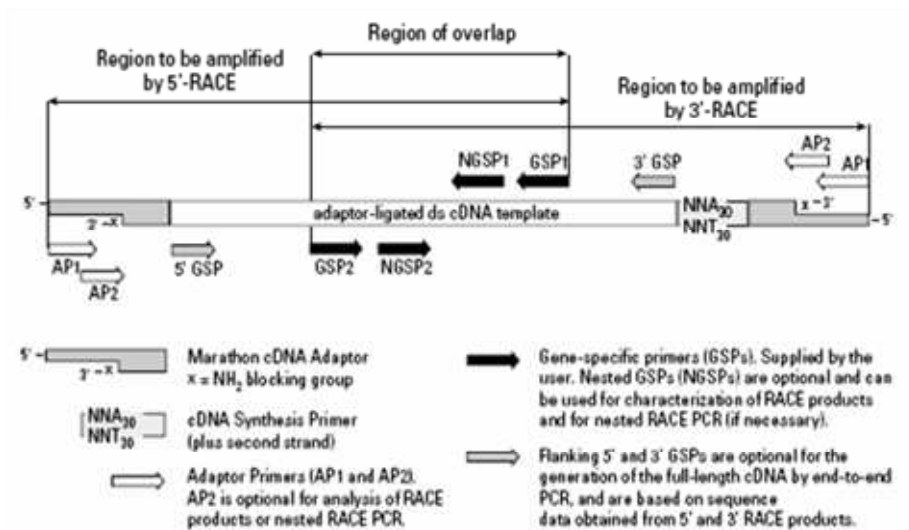 Region of overlap
Region to be amplified
by 5'-RACE
Region to be amplified
by 3'-RACE
AP2
NGSP1 GSP1 3' GSP AP1
5' adaptor-ligated ds cDNA template NNA30 x 3'
3' x NNT30 5'
AP1 5' GSP GSP2 NGSP2
AP2
5'
3' x
Marathon cDNA Adaptor
x = NH2 blocking group
NNA30
NNT30
cDNA Synthesis Primer
(plus second strand)
Adaptor Primers (AP1 and AP2).
AP2 is optional for analysis of RACE
products or nested RACE PCR.
Gene-specific primers (GSPs). Supplied by the
user. Nested GSPs (NGSPs) are optional and can
be used for characterization of RACE products
and for nested RACE PCR (if necessary).
Flanking 5' and 3' GSPs are optional for the
generation of the full-length cDNA by end-to-end
PCR, and are based on sequence
data obtained from 5' and 3' RACE products.